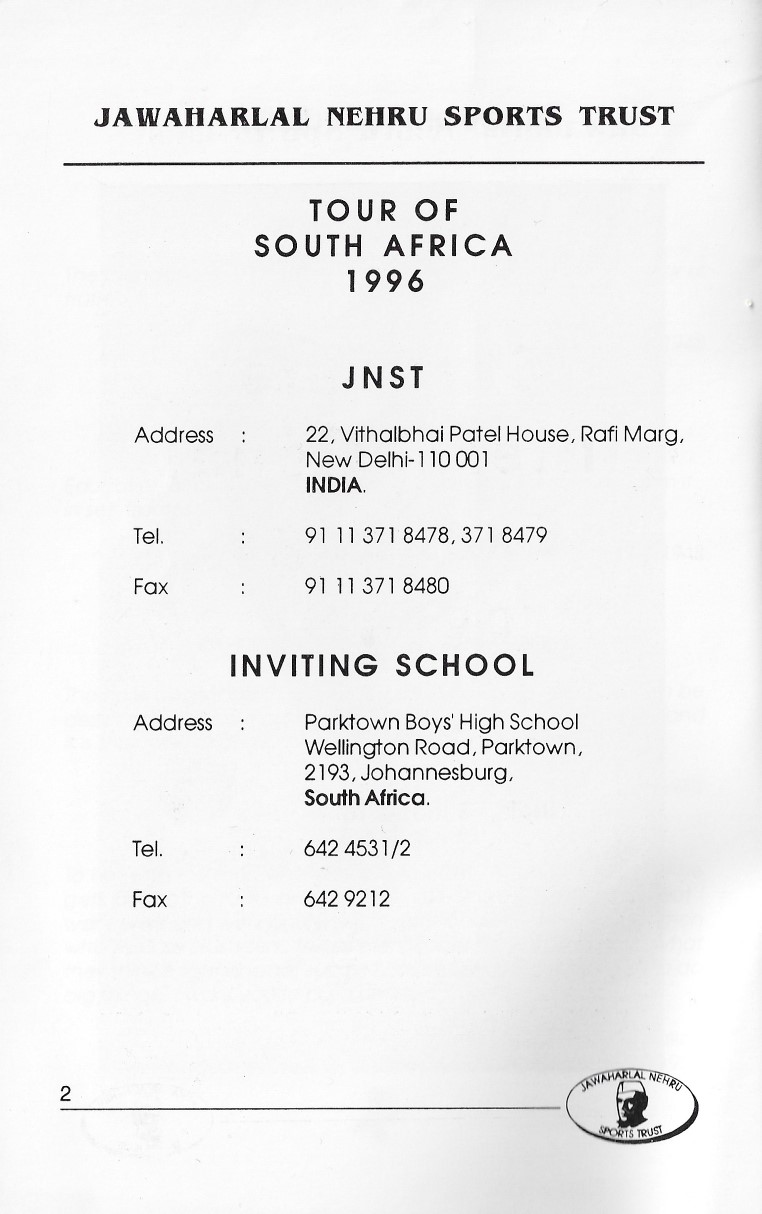 JAWAHARLAL NEHRU SPORTS TRUST
TOUR OF
SOUTH AFRICA
1996
JNST
Address : 22, Vithalbhai Patel House, Rafi Marg,
New Delhi-110 001
INDIA.
Tel. : 91 11 371 8478, 371 8479
Fax : 91 11 371 8480
INVITING SCHOOL
Address : Parktown Boys' High School
Wellington Road, Parktown,
2193, Johannesburg,
South Africa.
Tel. : 642 4531/2
Fax : 642 9212
2
JAWAHARLAL NEHRU
SPORTS TRUST